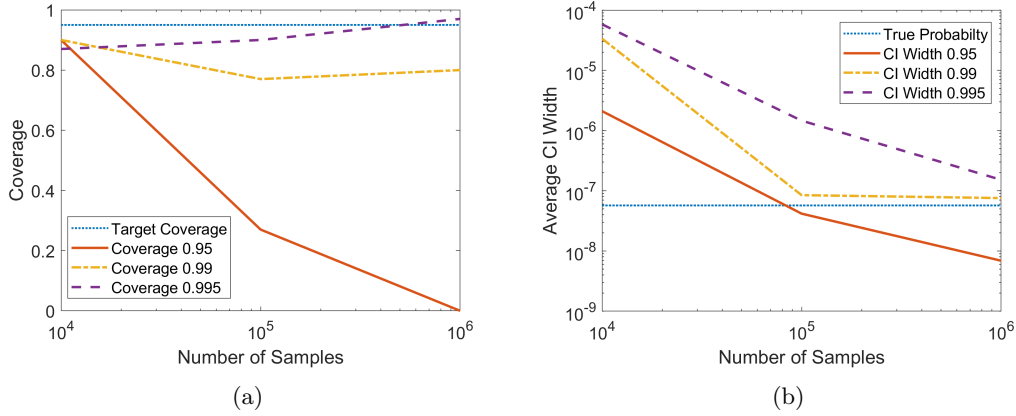 1
0.8
0.6
0.4
0.2
0
Coverage
Target Coverage
Coverage 0.95
Coverage 0.99
Coverage 0.995
10^4
10^5
10^6
Number of Samples
(a)
10^-4
10^-5
10^-6
10^-7
10^-8
10^-9
Average CI Width
True Probabilty
CI Width 0.95
CI Width 0.99
CI Width 0.995
10^4
10^5
10^6
Number of Samples
(b)